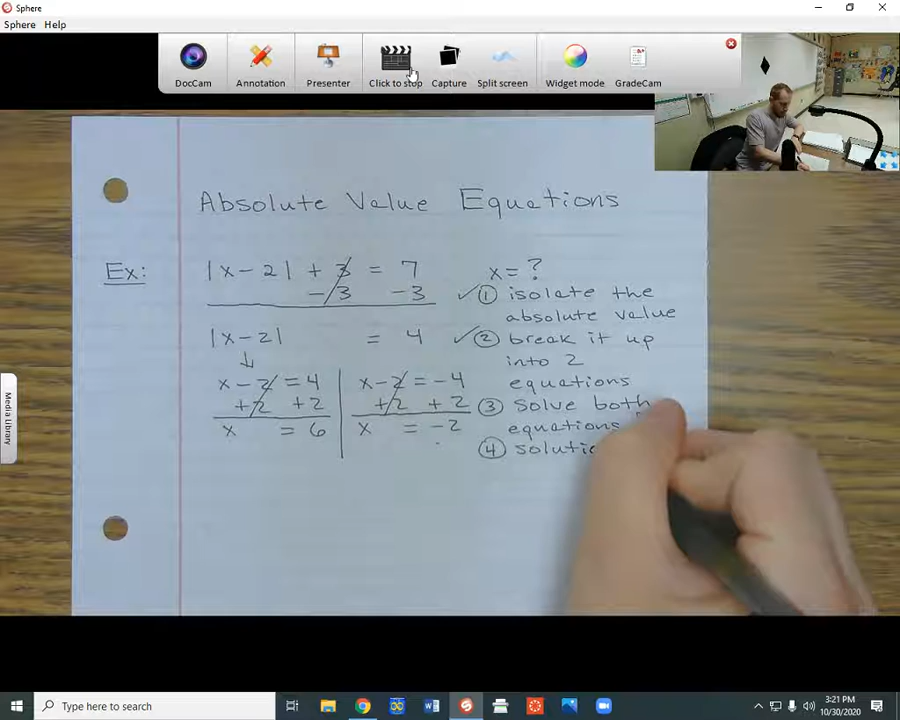 Sphere
Sphere Help
DocCam Annotation Presenter Click to stop Capture Split screen Widget mode GradeCam
Media Library
Absolute Value Equations
Ex: |x-2| + 3 = 7
-3 -3
|x-2| = 4
x-2 = 4
+2 +2
x = 6
x-2 = -4
+2 +2
x = -2
x = ?
① isolate the
absolute value
② break it up
into 2
equations
③ solve both
equations
④
Type here to search
3:21 PM
10/30/2020